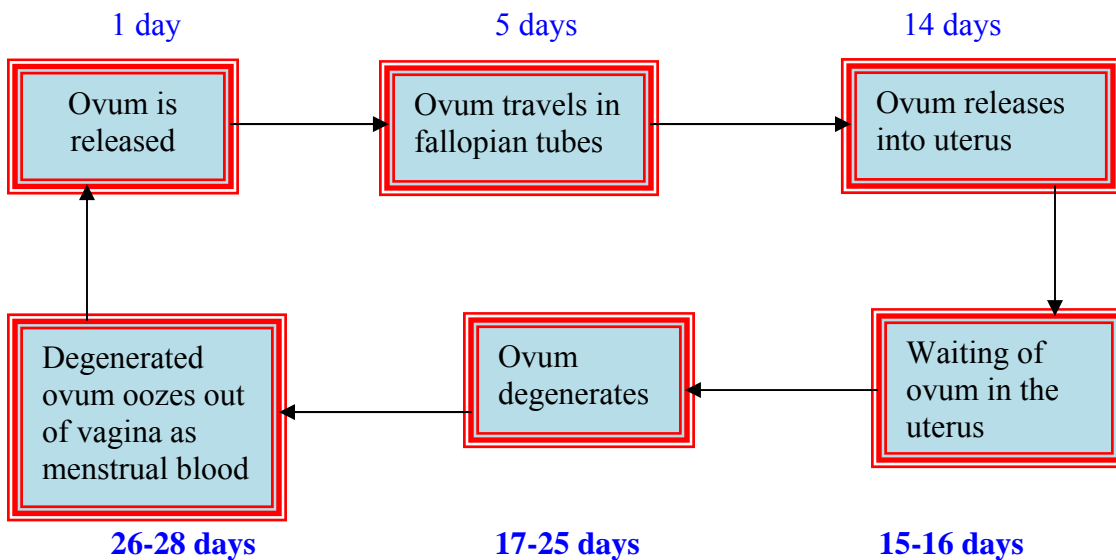 1 day
5 days
14 days
Ovum is
released
Ovum travels in
fallopian tubes
Ovum releases
into uterus
Degenerated
ovum oozes out
of vagina as
menstrual blood
Ovum
degenerates
Waiting of
ovum in the
uterus
26-28 days
17-25 days
15-16 days